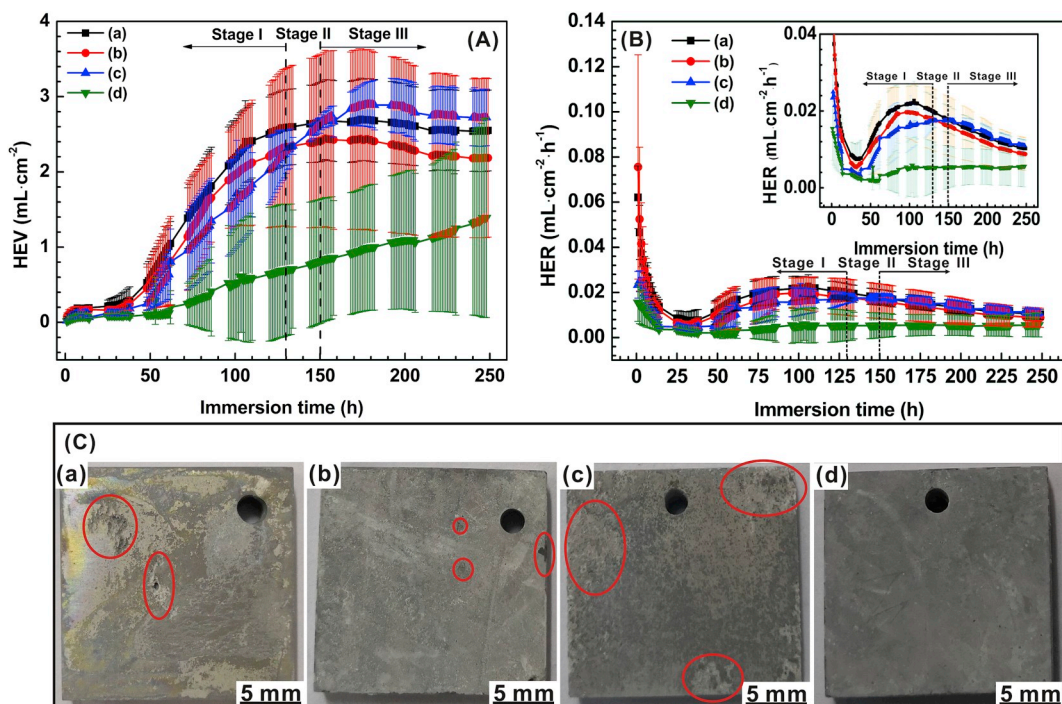 Stage I Stage II Stage III (A)
(a)
(b)
(c)
(d)
4
3
2
1
0
HEV (mL·cm⁻²)
0 50 100 150 200 250
Immersion time (h)
(B)
(a)
(b)
(c)
(d)
0.14
0.12
0.10
0.08
0.06
0.04
0.02
0.00
HER (mL·cm⁻²·h⁻¹)
Stage I Stage II Stage III
0 25 50 75 100 125 150 175 200 225 250
Immersion time (h)
0.04
0.02
0.00
HER (mL·cm⁻²·h⁻¹)
Stage I Stage II Stage III
0 50 100 150 200 250
Immersion time (h)
(C)
(a) (b) (c) (d)
5 mm 5 mm 5 mm 5 mm